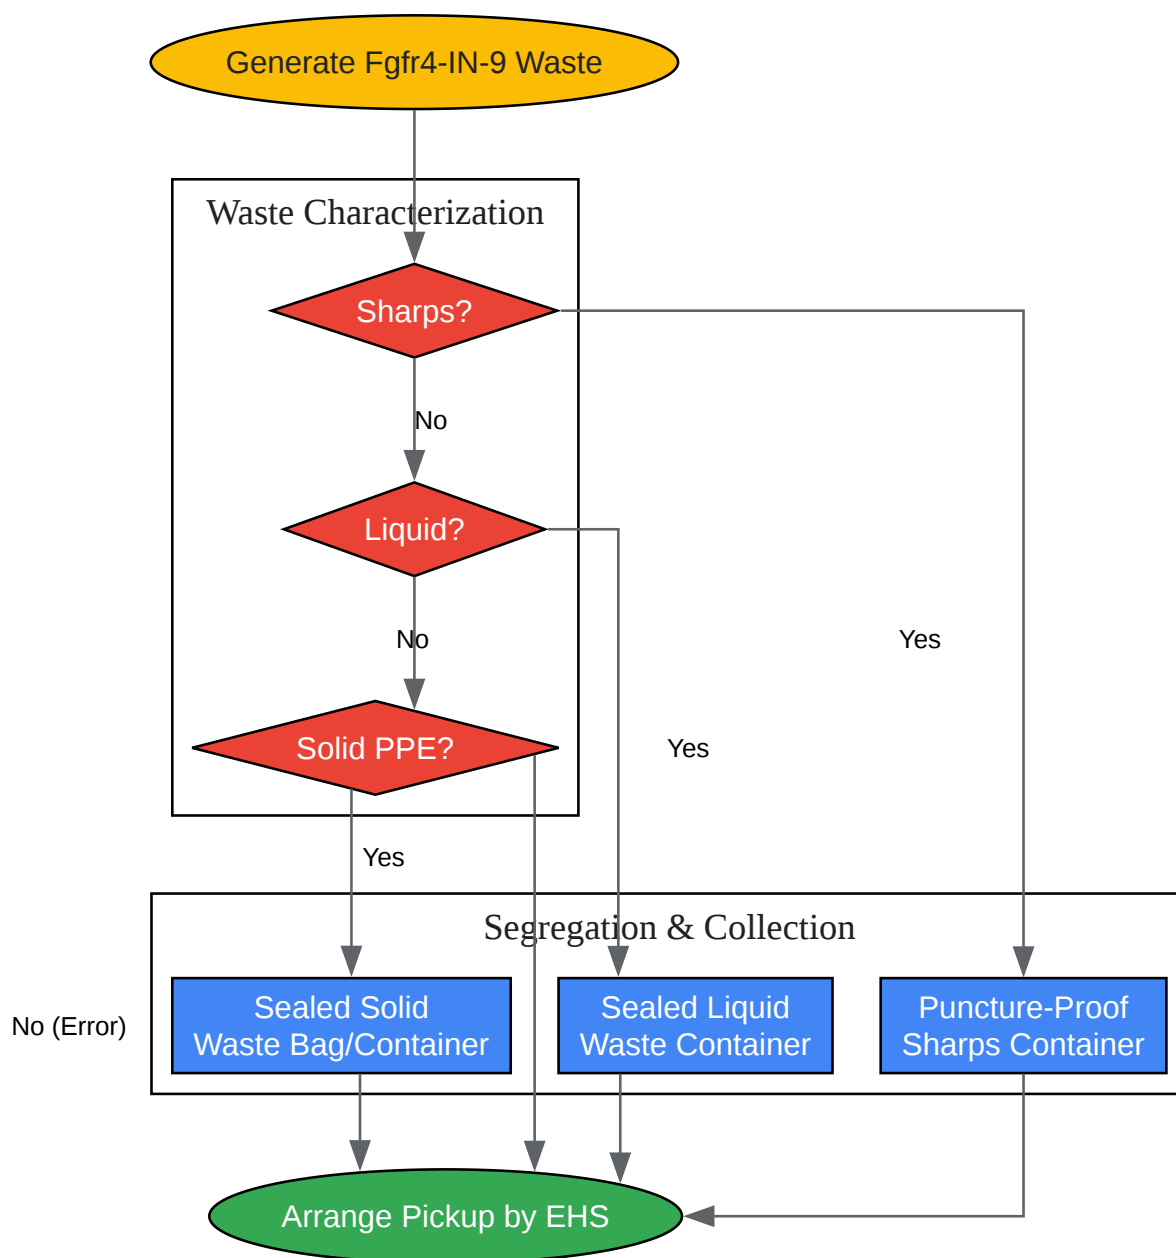 Generate Fgfr4-IN-9 Waste
Waste Characterization
Sharps?
No
Liquid?
No
Yes
Solid PPE?
Yes
Yes
Segregation & Collection
Sealed Solid
Waste Bag/Container
Sealed Liquid
Waste Container
Puncture-Proof
Sharps Container
No (Error)
Arrange Pickup by EHS